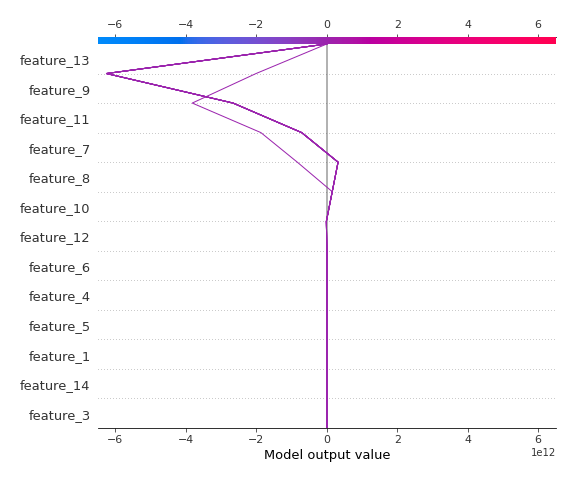 −6 −4 −2 0 2 4 6
feature_13
feature_9
feature_11
feature_7
feature_8
feature_10
feature_12
feature_6
feature_4
feature_5
feature_1
feature_14
feature_3
−6 −4 −2 0 2 4 6
Model output value 1e12